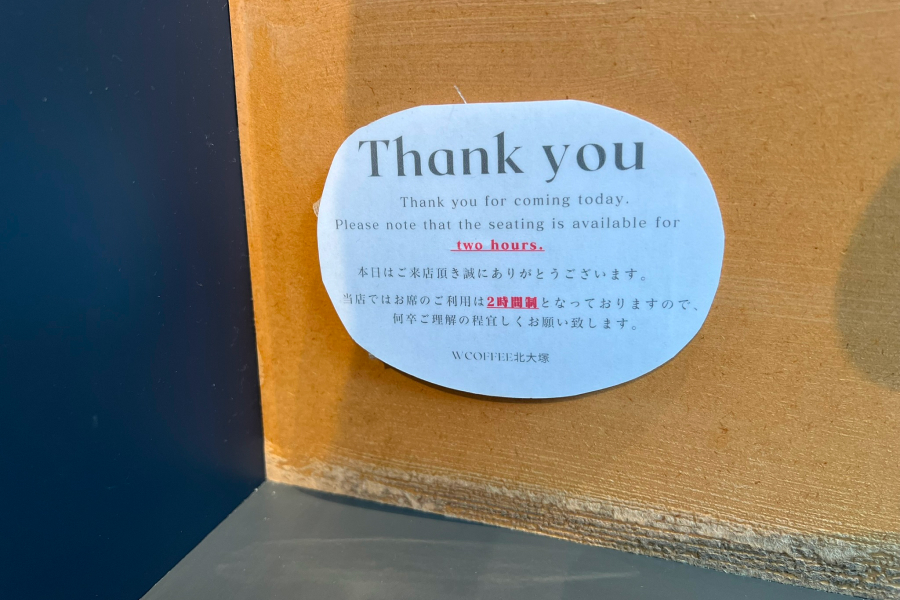 Thank you
Thank you for coming today.
Please note that the seating is available for
two hours.
本日はご来店頂き誠にありがとうございます。
当店ではお席のご利用は2時間制となっておりますので、
何卒ご理解の程宜しくお願い致します。
WCOFFEE北大塚